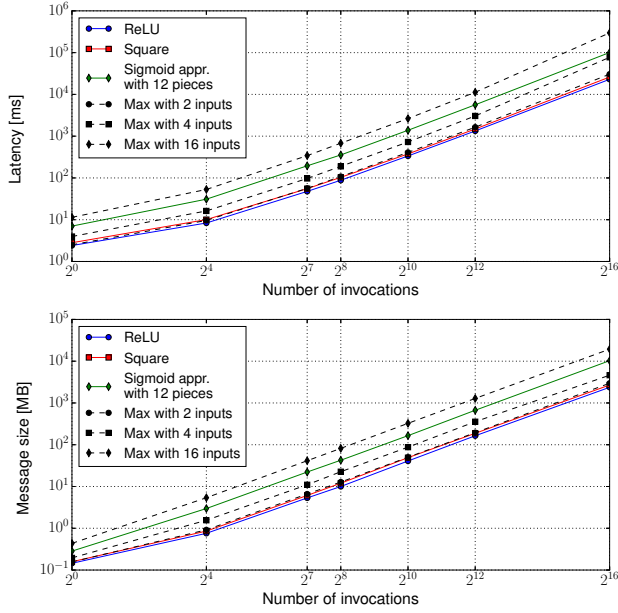 10^6
10^5
10^4
10^3
10^2
10^1
10^0
Latency [ms]
ReLU
Square
Sigmoid appr.
with 12 pieces
Max with 2 inputs
Max with 4 inputs
Max with 16 inputs
2^0 2^4 2^7 2^8 2^10 2^12 2^16
Number of invocations
10^5
10^4
10^3
10^2
10^1
10^0
10^-1
Message size [MB]
ReLU
Square
Sigmoid appr.
with 12 pieces
Max with 2 inputs
Max with 4 inputs
Max with 16 inputs
2^0 2^4 2^7 2^8 2^10 2^12 2^16
Number of invocations